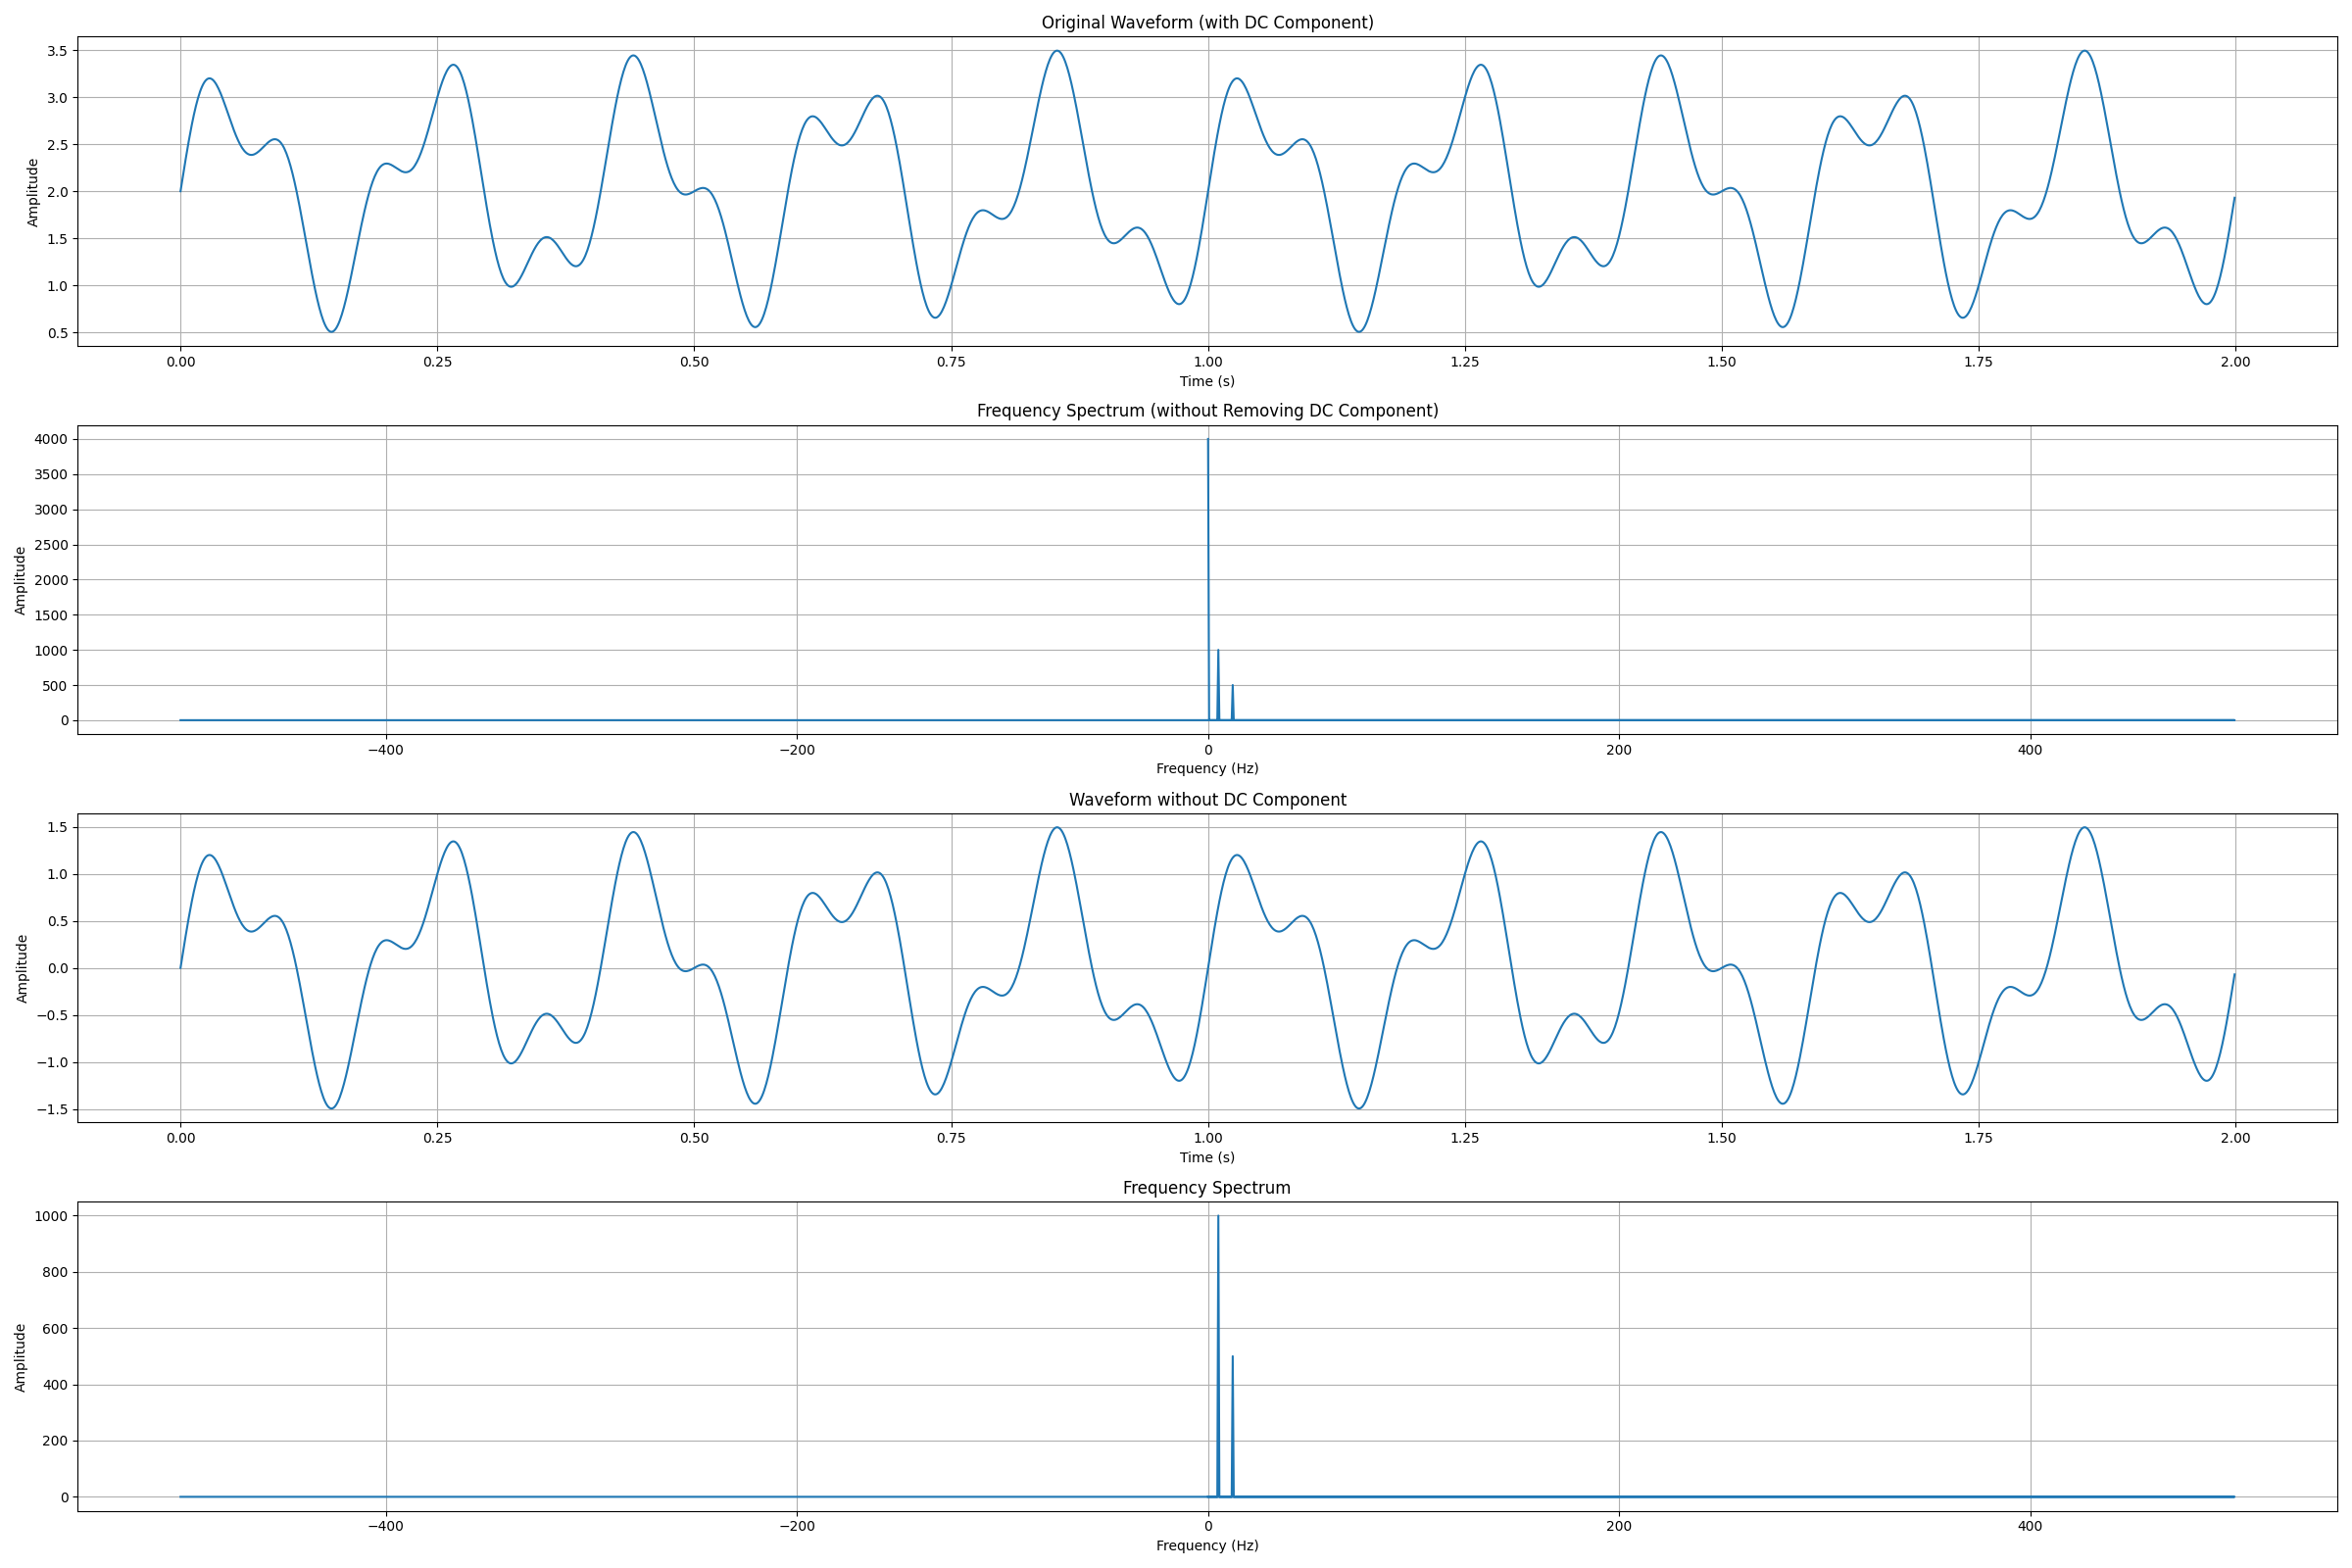 Original Waveform (with DC Component)
3.5
3.0
2.5
2.0
1.5
1.0
0.5
Amplitude
0.00 0.25 0.50 0.75 1.00 1.25 1.50 1.75 2.00
Time (s)
Frequency Spectrum (without Removing DC Component)
4000
3500
3000
2500
2000
1500
1000
500
0
Amplitude
−400 −200 0 200 400
Frequency (Hz)
Waveform without DC Component
1.5
1.0
0.5
0.0
−0.5
−1.0
−1.5
Amplitude
0.00 0.25 0.50 0.75 1.00 1.25 1.50 1.75 2.00
Time (s)
Frequency Spectrum
1000
800
600
400
200
0
Amplitude
−400 −200 0 200 400
Frequency (Hz)